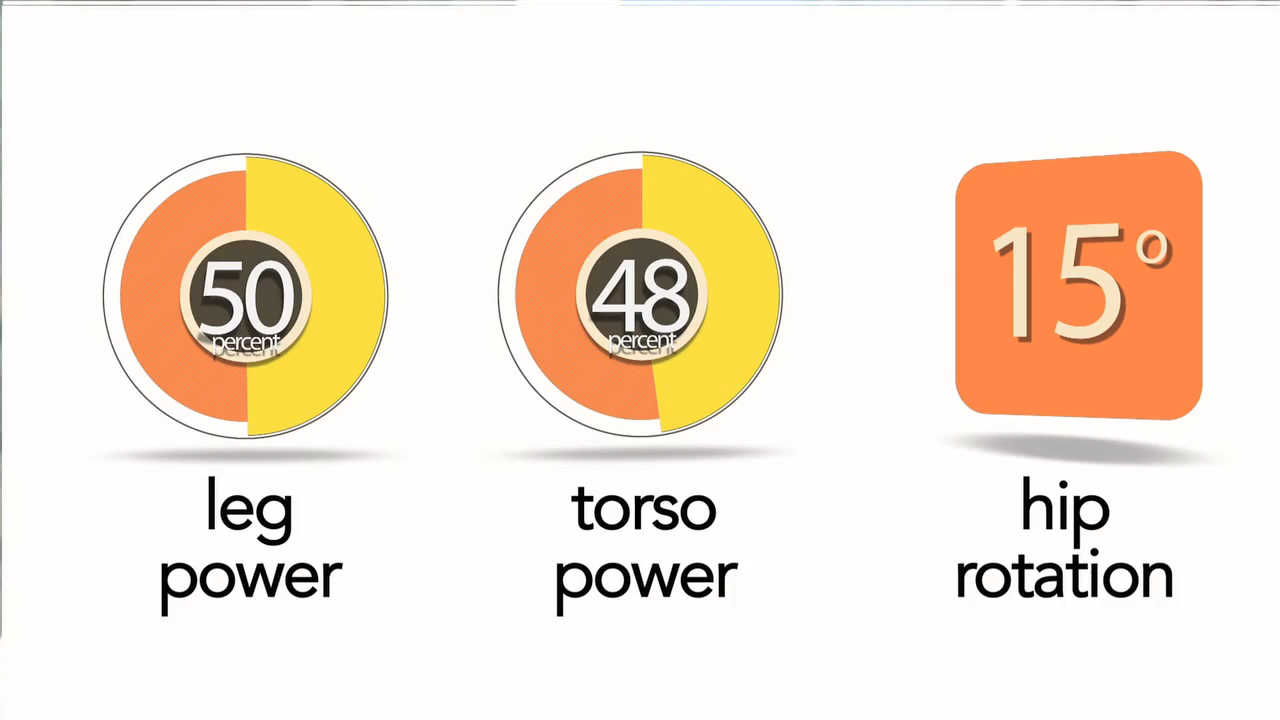 50
percent
leg
power
48
percent
torso
power
15°
hip
rotation